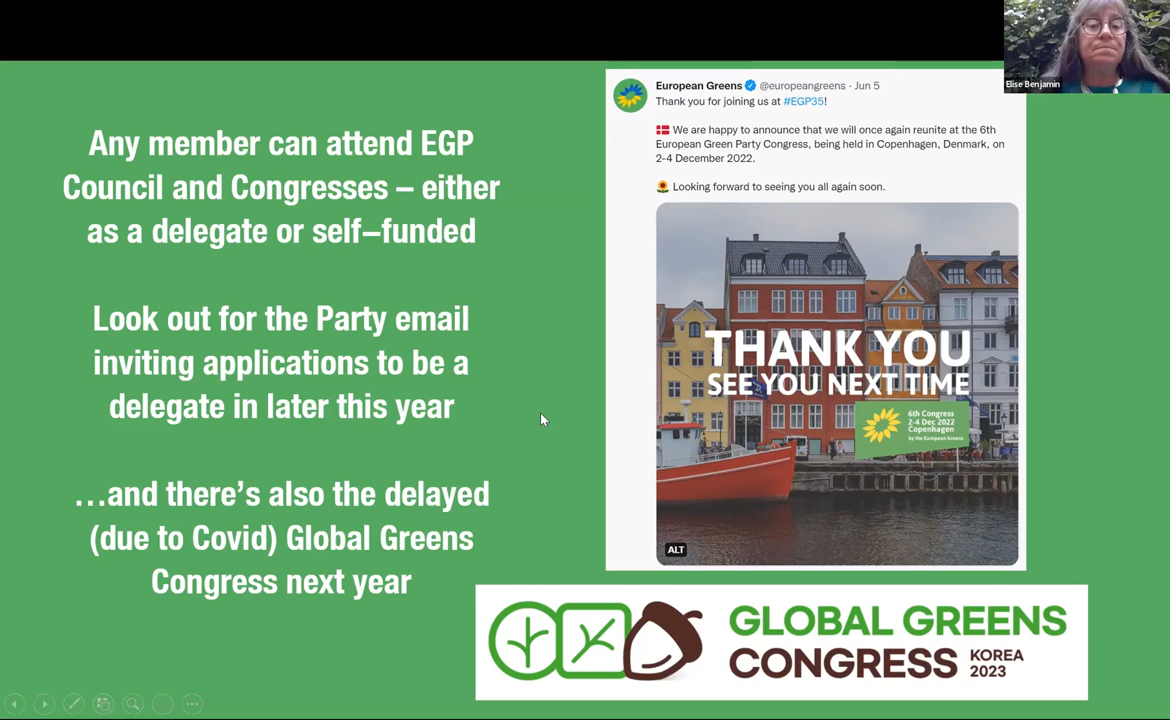 Any member can attend EGP
Council and Congresses – either
as a delegate or self–funded
Look out for the Party email
inviting applications to be a
delegate in later this year
…and there's also the delayed
(due to Covid) Global Greens
Congress next year
European Greens @europeangreens · Jun 5
Thank you for joining us at #EGP35!
🇩🇰 We are happy to announce that we will once again reunite at the 6th
European Green Party Congress, being held in Copenhagen, Denmark, on
2-4 December 2022.
🌻 Looking forward to seeing you all again soon.
THANK YOU
SEE YOU NEXT TIME
6th Congress
2-4 Dec 2022
Copenhagen
by the European Greens
ALT
GLOBAL GREENS
CONGRESS KOREA
2023
Elise Benjamin